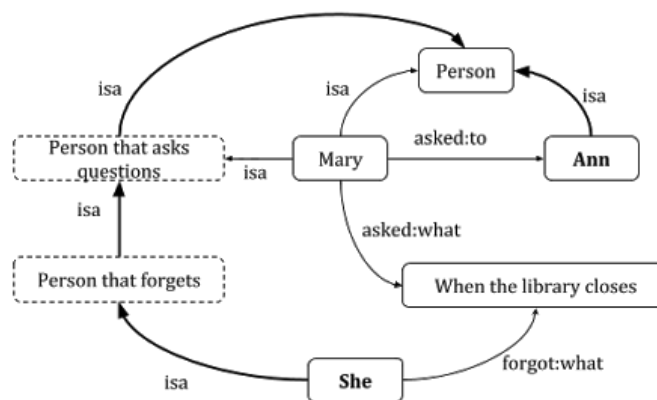 isa
Person
isa
isa
Person that asks
questions
isa
Mary
asked:to
Ann
isa
asked:what
Person that forgets
When the library closes
isa
She
forgot:what